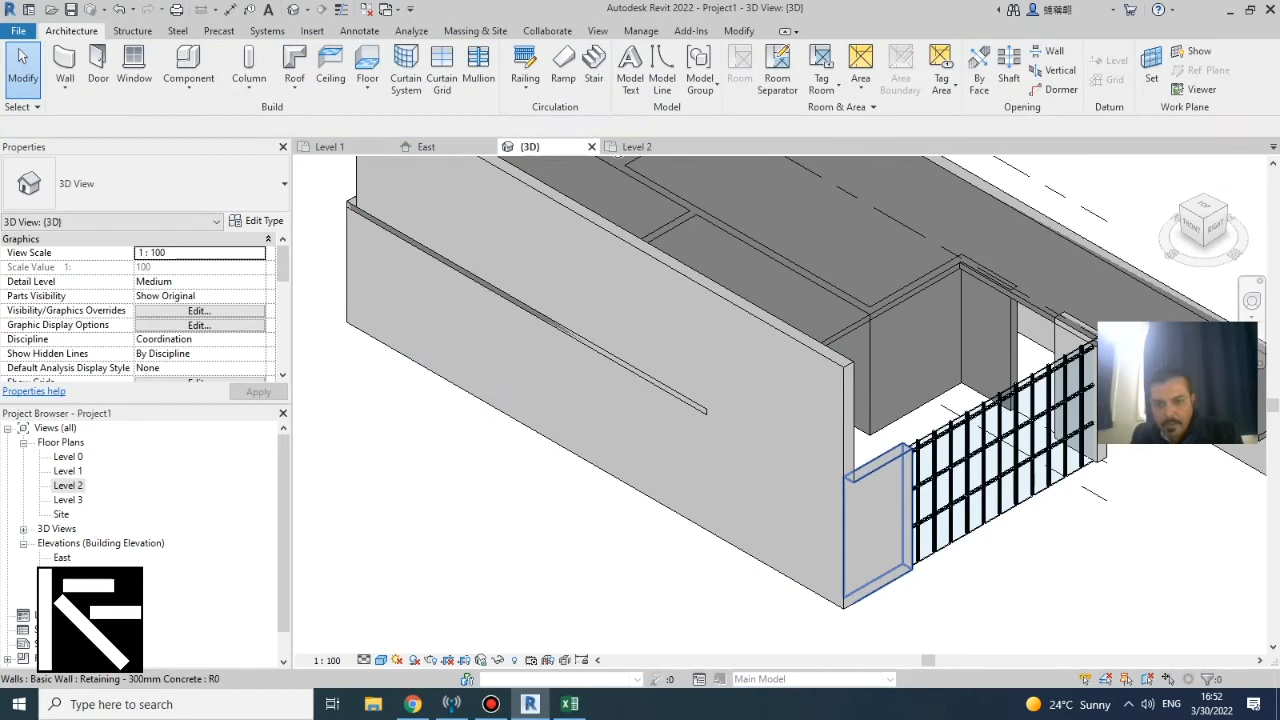 Autodesk Revit 2022 - Project1 - 3D View: {3D}
File Architecture Structure Steel Precast Systems Insert Annotate Analyze Massing & Site Collaborate View Manage Add-Ins Modify
Modify Wall Door Window Component Column Roof Ceiling Floor Curtain System Curtain Grid Mullion Railing Ramp Stair Model Text Model Line Model Group Room Room Separator Tag Room Area Area Boundary Tag Area By Face Shaft Wall Vertical Dormer Level Grid Set Show Ref Plane Viewer
Select Build Circulation Model Room & Area Opening Datum Work Plane
Properties
Level 1 East {3D} Level 2
3D View
3D View: {3D} Edit Type
Graphics
View Scale 1 : 100
Scale Value 1: 100
Detail Level Medium
Parts Visibility Show Original
Visibility/Graphics Overrides Edit...
Graphic Display Options Edit...
Discipline Coordination
Show Hidden Lines By Discipline
Default Analysis Display Style None
Properties help Apply
Project Browser - Project1
Views (all)
Floor Plans
Level 0
Level 1
Level 2
Level 3
Site
3D Views
Elevations (Building Elevation)
East
TOP
FRONT
RIGHT
1 : 100
Walls : Basic Wall : Retaining - 300mm Concrete : R0
:0 Main Model :0
Type here to search
24°C Sunny ENG 16:52
3/30/2022